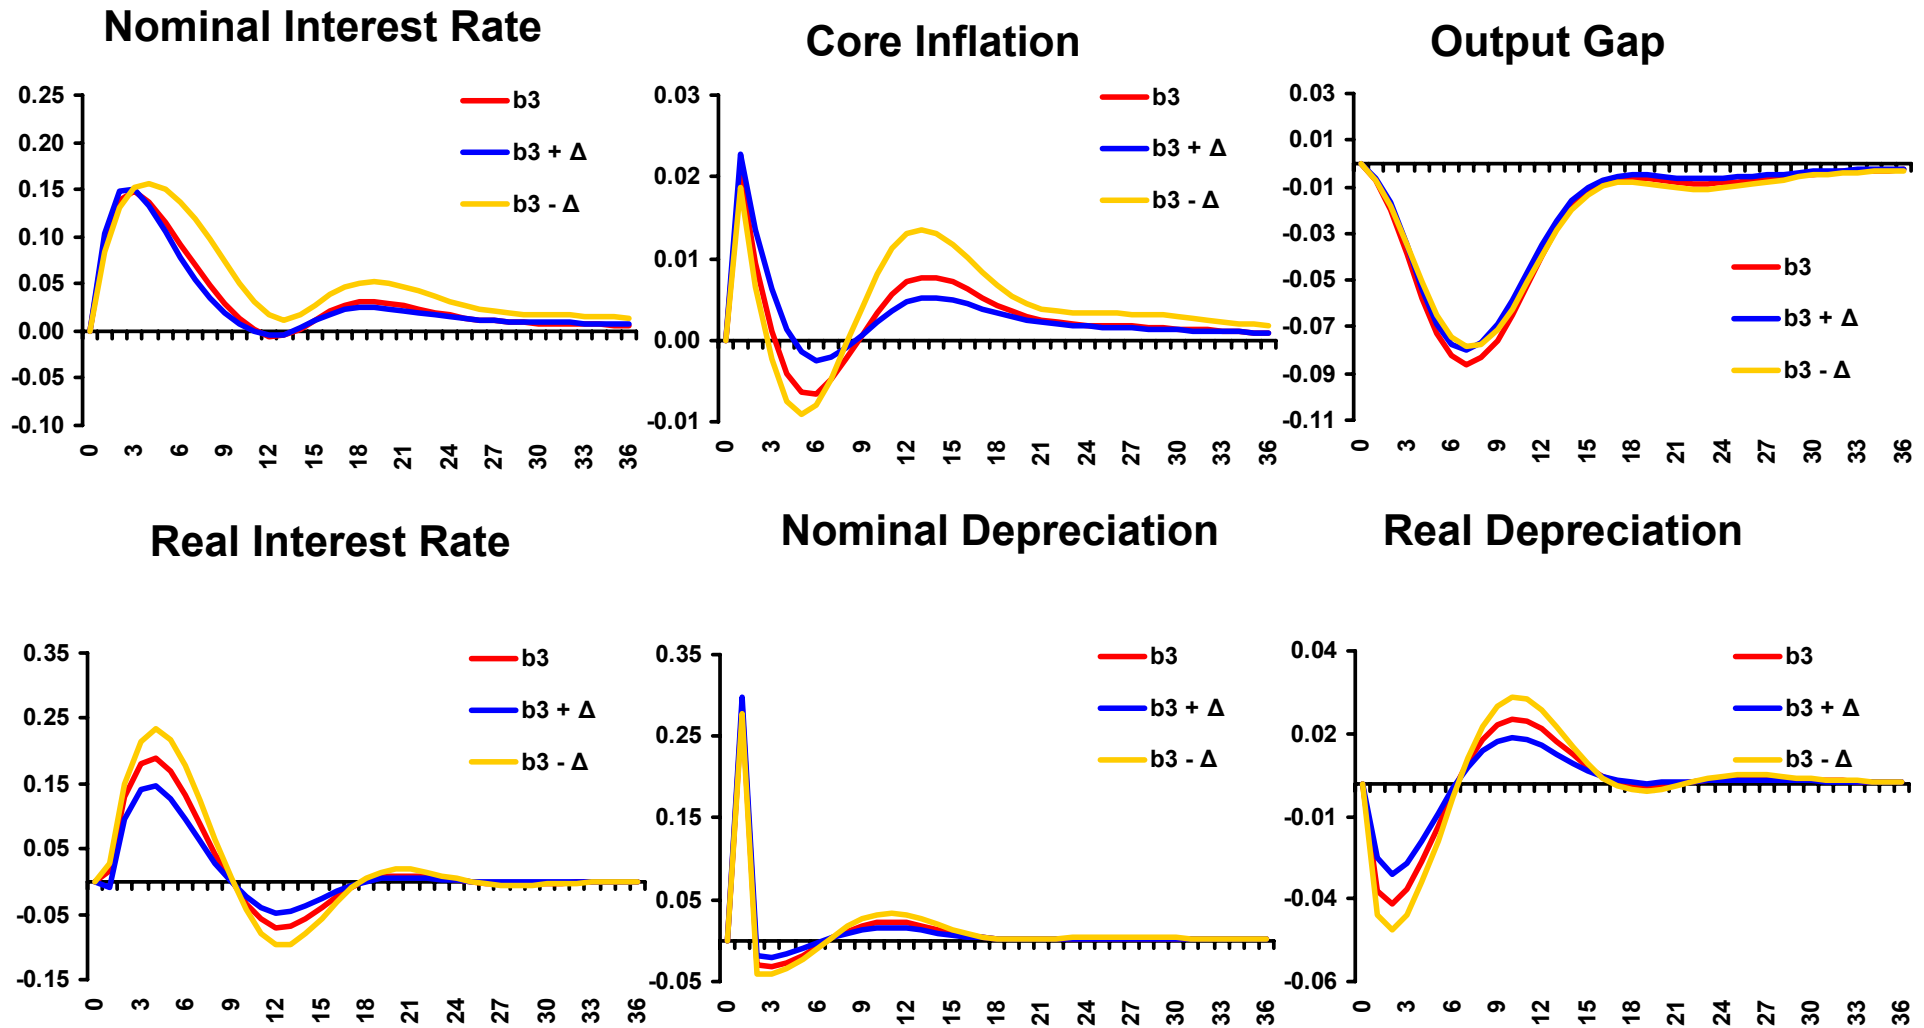 Nominal Interest Rate
0.25
0.20
0.15
0.10
0.05
0.00
-0.05
-0.10
b3
b3 + Δ
b3 - Δ
0 3 6 9 12 15 18 21 24 27 30 33 36
Core Inflation
0.03
0.02
0.01
0.00
-0.01
b3
b3 + Δ
b3 - Δ
0 3 6 9 12 15 18 21 24 27 30 33 36
Output Gap
0.03
0.01
-0.01
-0.03
-0.05
-0.07
-0.09
-0.11
b3
b3 + Δ
b3 - Δ
0 3 6 9 12 15 18 21 24 27 30 33 36
Real Interest Rate
0.35
0.25
0.15
0.05
-0.05
-0.15
b3
b3 + Δ
b3 - Δ
0 3 6 9 12 15 18 21 24 27 30 33 36
Nominal Depreciation
0.35
0.25
0.15
0.05
-0.05
b3
b3 + Δ
b3 - Δ
0 3 6 9 12 15 18 21 24 27 30 33 36
Real Depreciation
0.04
0.02
-0.01
-0.04
-0.06
b3
b3 + Δ
b3 - Δ
0 3 6 9 12 15 18 21 24 27 30 33 36